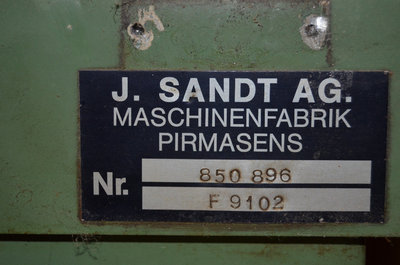 J. SANDT AG.
MASCHINENFABRIK
PIRMASENS
Nr. 850 896
F 9102